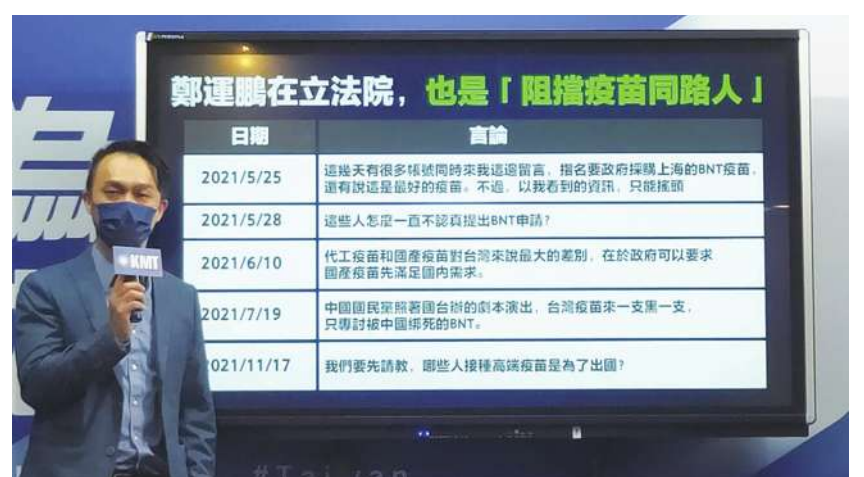 鄭運鵬在立法院，也是「阻擋疫苗同路人」
日期 言論
2021/5/25 這幾天有很多帳號同時來我這邊留言，指名要政府採購上海的BNT疫苗，
還有說這是最好的疫苗。不過，以我看到的資訊，只能搖頭
2021/5/28 這些人怎麼一直不認真提出BNT申請？
2021/6/10 代工疫苗和國產疫苗對台灣來說最大的差別，在於政府可以要求
國產疫苗先滿足國內需求。
2021/7/19 中國國民黨照著國台辦的劇本演出，台灣疫苗來一支黑一支，
只專討被中國綁死的BNT。
2021/11/17 我們要先請教，哪些人接種高端疫苗是為了出國？
KMT